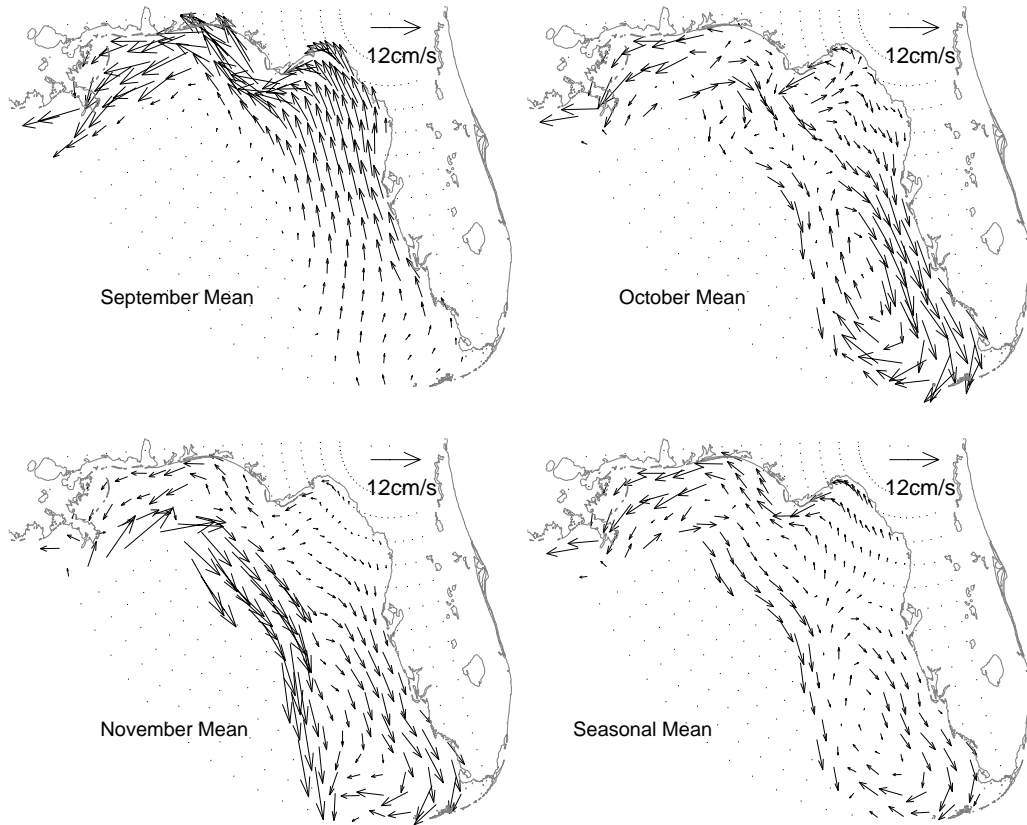 12cm/s
September Mean
12cm/s
October Mean
12cm/s
November Mean
12cm/s
Seasonal Mean